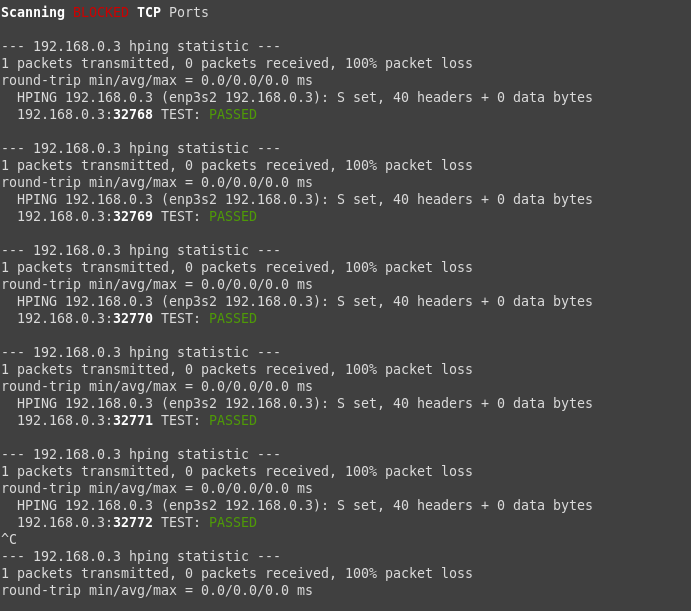 Scanning BLOCKED TCP Ports
--- 192.168.0.3 hping statistic ---
1 packets transmitted, 0 packets received, 100% packet loss
round-trip min/avg/max = 0.0/0.0/0.0 ms
HPING 192.168.0.3 (enp3s2 192.168.0.3): S set, 40 headers + 0 data bytes
192.168.0.3:32768 TEST: PASSED
--- 192.168.0.3 hping statistic ---
1 packets transmitted, 0 packets received, 100% packet loss
round-trip min/avg/max = 0.0/0.0/0.0 ms
HPING 192.168.0.3 (enp3s2 192.168.0.3): S set, 40 headers + 0 data bytes
192.168.0.3:32769 TEST: PASSED
--- 192.168.0.3 hping statistic ---
1 packets transmitted, 0 packets received, 100% packet loss
round-trip min/avg/max = 0.0/0.0/0.0 ms
HPING 192.168.0.3 (enp3s2 192.168.0.3): S set, 40 headers + 0 data bytes
192.168.0.3:32770 TEST: PASSED
--- 192.168.0.3 hping statistic ---
1 packets transmitted, 0 packets received, 100% packet loss
round-trip min/avg/max = 0.0/0.0/0.0 ms
HPING 192.168.0.3 (enp3s2 192.168.0.3): S set, 40 headers + 0 data bytes
192.168.0.3:32771 TEST: PASSED
--- 192.168.0.3 hping statistic ---
1 packets transmitted, 0 packets received, 100% packet loss
round-trip min/avg/max = 0.0/0.0/0.0 ms
HPING 192.168.0.3 (enp3s2 192.168.0.3): S set, 40 headers + 0 data bytes
192.168.0.3:32772 TEST: PASSED
^C
--- 192.168.0.3 hping statistic ---
1 packets transmitted, 0 packets received, 100% packet loss
round-trip min/avg/max = 0.0/0.0/0.0 ms